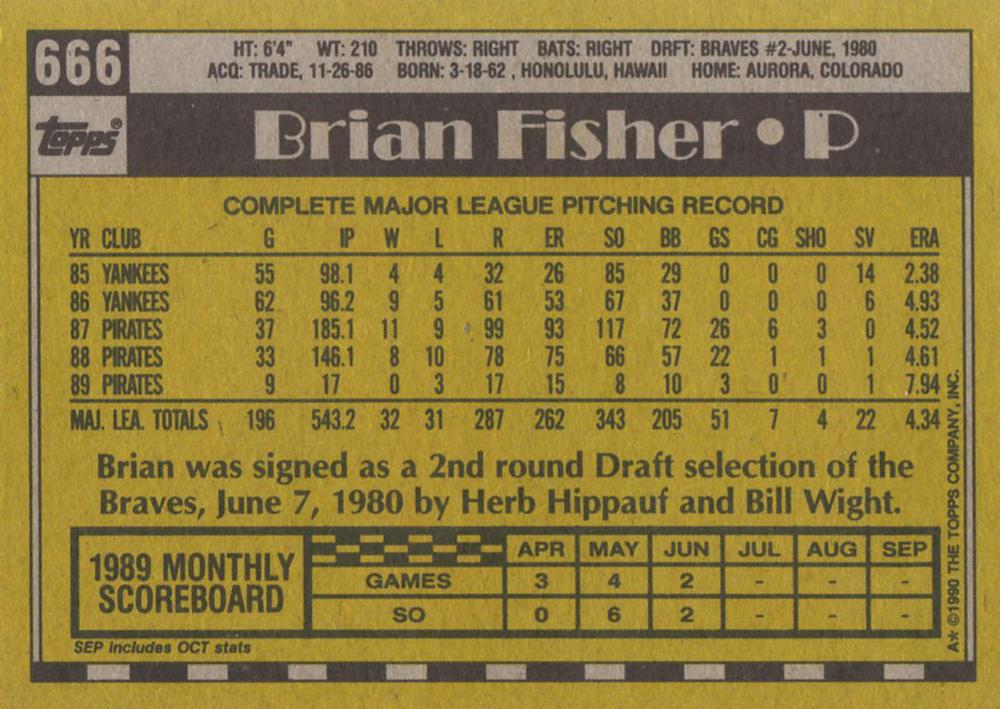 666
HT: 6'4" WT: 210 THROWS: RIGHT BATS: RIGHT DRFT: BRAVES #2-JUNE, 1980
ACQ: TRADE, 11-26-86 BORN: 3-18-62 , HONOLULU, HAWAII HOME: AURORA, COLORADO
Topps®
Brian Fisher • P
COMPLETE MAJOR LEAGUE PITCHING RECORD
YR CLUB G IP W L R ER SO BB GS CG SHO SV ERA
85 YANKEES 55 98.1 4 4 32 26 85 29 0 0 0 14 2.38
86 YANKEES 62 96.2 9 5 61 53 67 37 0 0 0 6 4.93
87 PIRATES 37 185.1 11 9 99 93 117 72 26 6 3 0 4.52
88 PIRATES 33 146.1 8 10 78 75 66 57 22 1 1 1 4.61
89 PIRATES 9 17 0 3 17 15 8 10 3 0 0 1 7.94
MAJ. LEA. TOTALS 196 543.2 32 31 287 262 343 205 51 7 4 22 4.34
Brian was signed as a 2nd round Draft selection of the
Braves, June 7, 1980 by Herb Hippauf and Bill Wight.
1989 MONTHLY
SCOREBOARD
APR MAY JUN JUL AUG SEP
GAMES 3 4 2 - - -
SO 0 6 2 - - -
SEP includes OCT stats
A* ©1990 THE TOPPS COMPANY, INC.